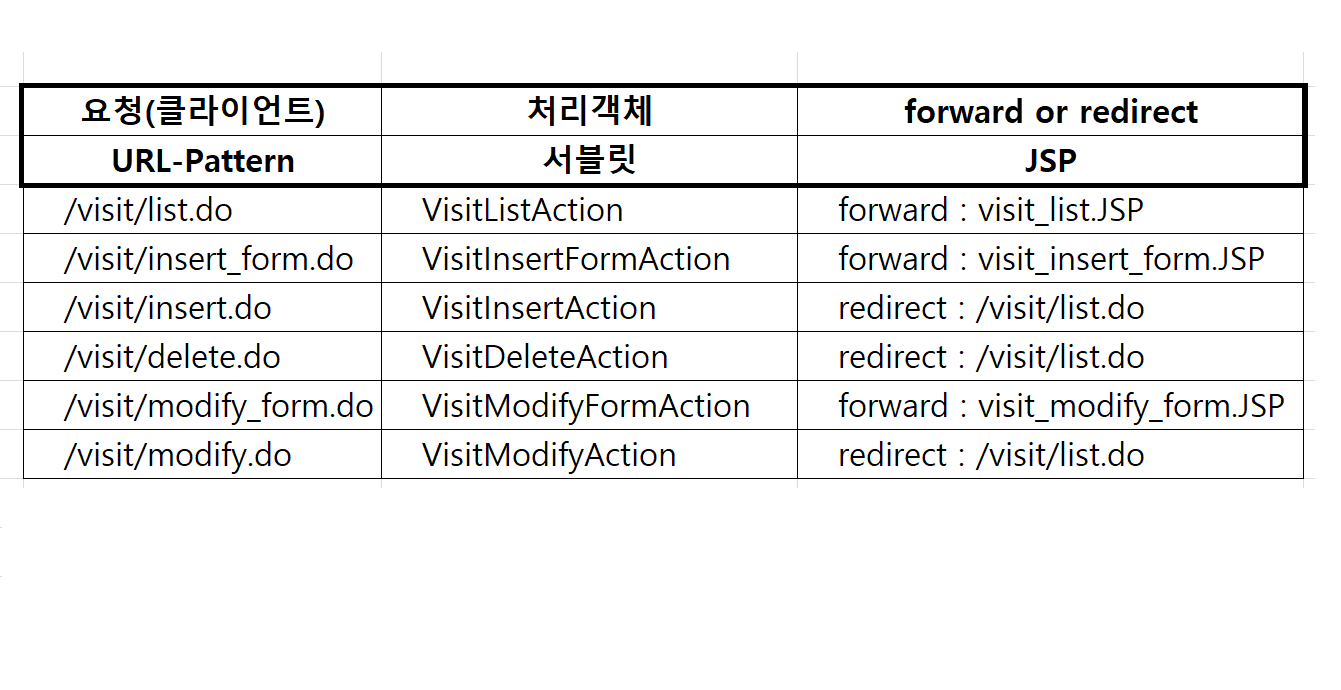 요청(클라이언트) 처리객체 forward or redirect
URL-Pattern 서블릿 JSP
/visit/list.do VisitListAction forward : visit_list.JSP
/visit/insert_form.do VisitInsertFormAction forward : visit_insert_form.JSP
/visit/insert.do VisitInsertAction redirect : /visit/list.do
/visit/delete.do VisitDeleteAction redirect : /visit/list.do
/visit/modify_form.do VisitModifyFormAction forward : visit_modify_form.JSP
/visit/modify.do VisitModifyAction redirect : /visit/list.do